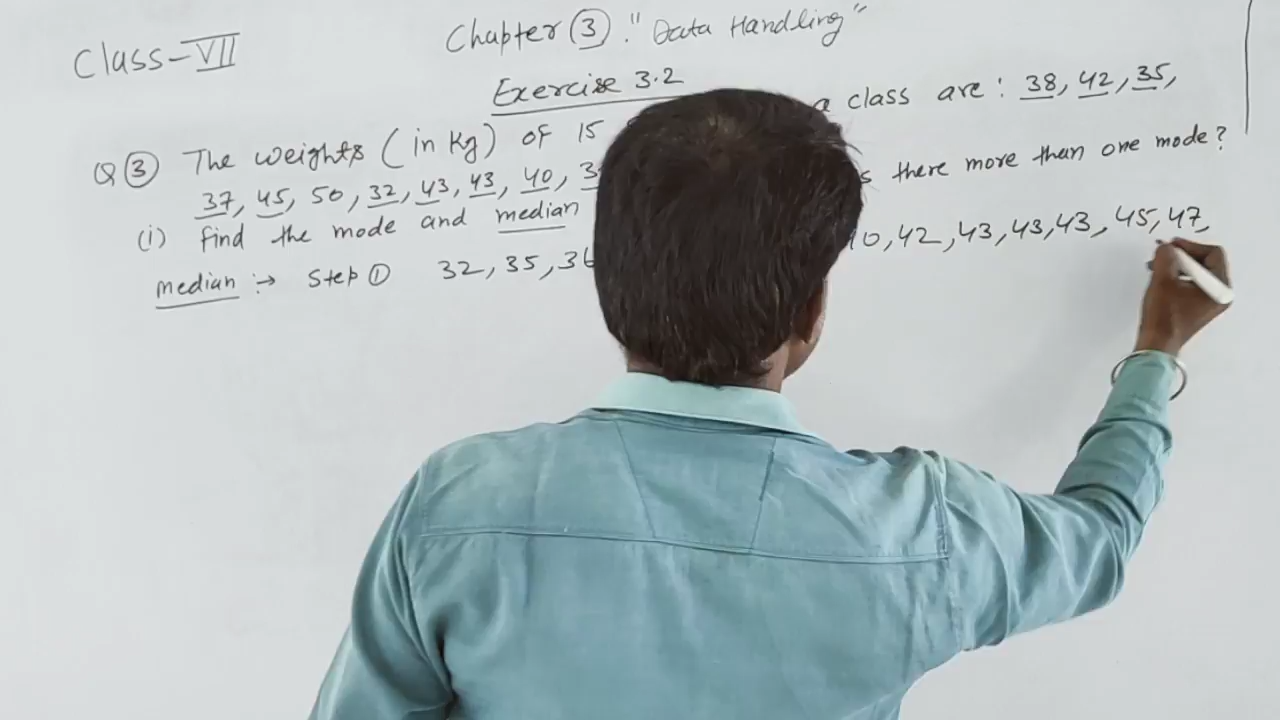 Class-VII
Chapter ③ : "Data Handling"
Exercise 3.2
Q③ The weights (in Kg) of 15 a class are : 38, 42, 35,
37, 45, 50, 32, 43, 43, 40, there more than one mode?
(i) find the mode and median
median :→ Step ① 32, 35, 36 42, 43, 43, 43, 45, 47,